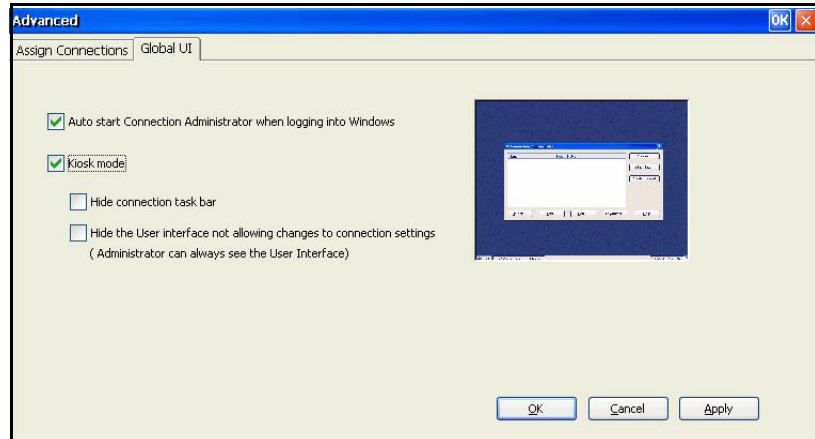 Advanced
OK
Assign Connections
Global UI
Auto start Connection Administrator when logging into Windows
Kiosk mode
Hide connection task bar
Hide the User interface not allowing changes to connection settings
( Administrator can always see the User Interface)
OK
Cancel
Apply